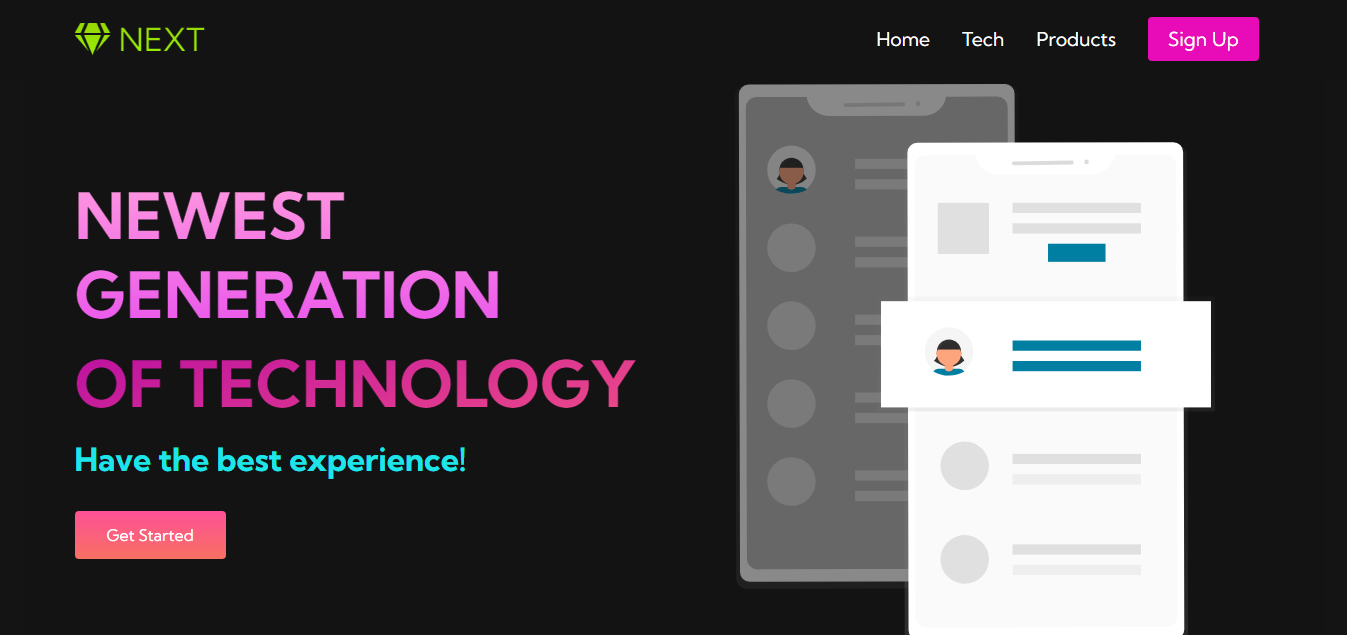 NEXT
Home Tech Products Sign Up
NEWEST
GENERATION
OF TECHNOLOGY
Have the best experience!
Get Started